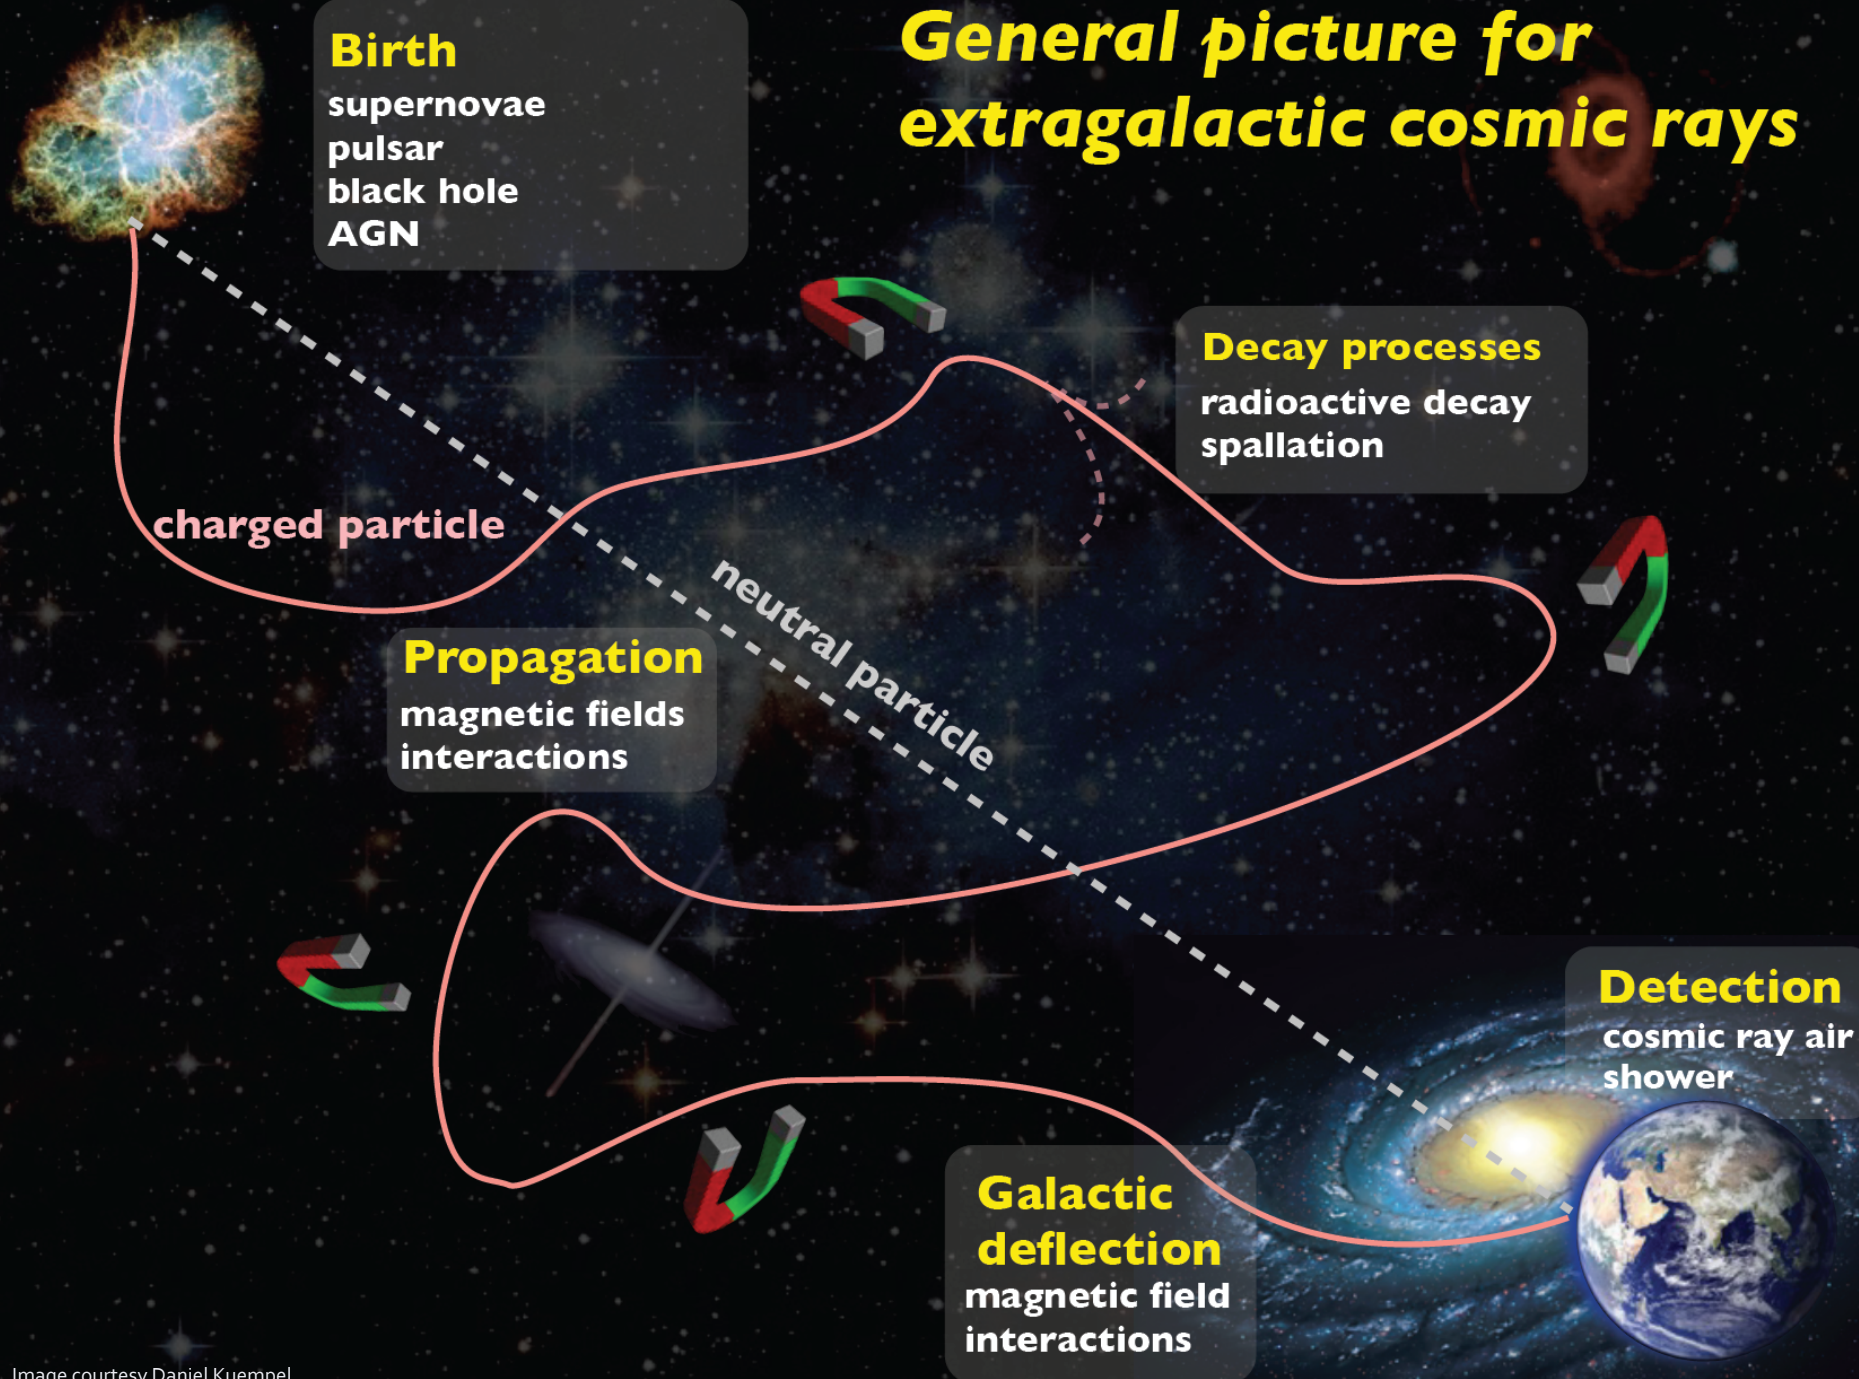 General picture for
extragalactic cosmic rays
Birth
supernovae
pulsar
black hole
AGN
Decay processes
radioactive decay
spallation
charged particle
neutral particle
Propagation
magnetic fields
interactions
Detection
cosmic ray air
shower
Galactic
deflection
magnetic field
interactions
Image courtesy Daniel Kuempel